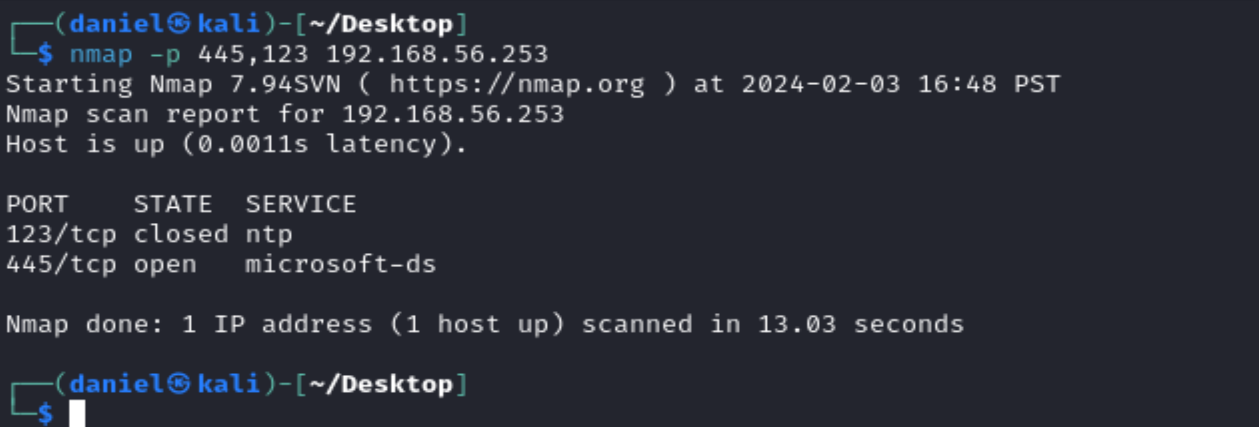 ┌──(daniel㉿kali)-[~/Desktop]
└─$ nmap -p 445,123 192.168.56.253
Starting Nmap 7.94SVN ( https://nmap.org ) at 2024-02-03 16:48 PST
Nmap scan report for 192.168.56.253
Host is up (0.0011s latency).
PORT    STATE  SERVICE
123/tcp closed ntp
445/tcp open   microsoft-ds
Nmap done: 1 IP address (1 host up) scanned in 13.03 seconds
┌──(daniel㉿kali)-[~/Desktop]
└─$